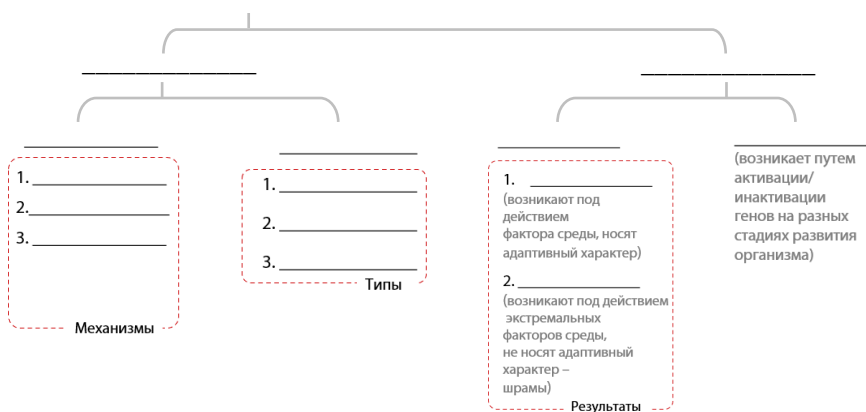 1.
2.
3.
Механизмы
1.
2.
3.
Типы
1.
(возникают под
действием
фактора среды, носят
адаптивный характер)
2.
(возникают под действием
экстремальных
факторов среды,
не носят адаптивный
характер –
шрамы)
Результаты
(возникает путем
активации/
инактивации
генов на разных
стадиях развития
организма)